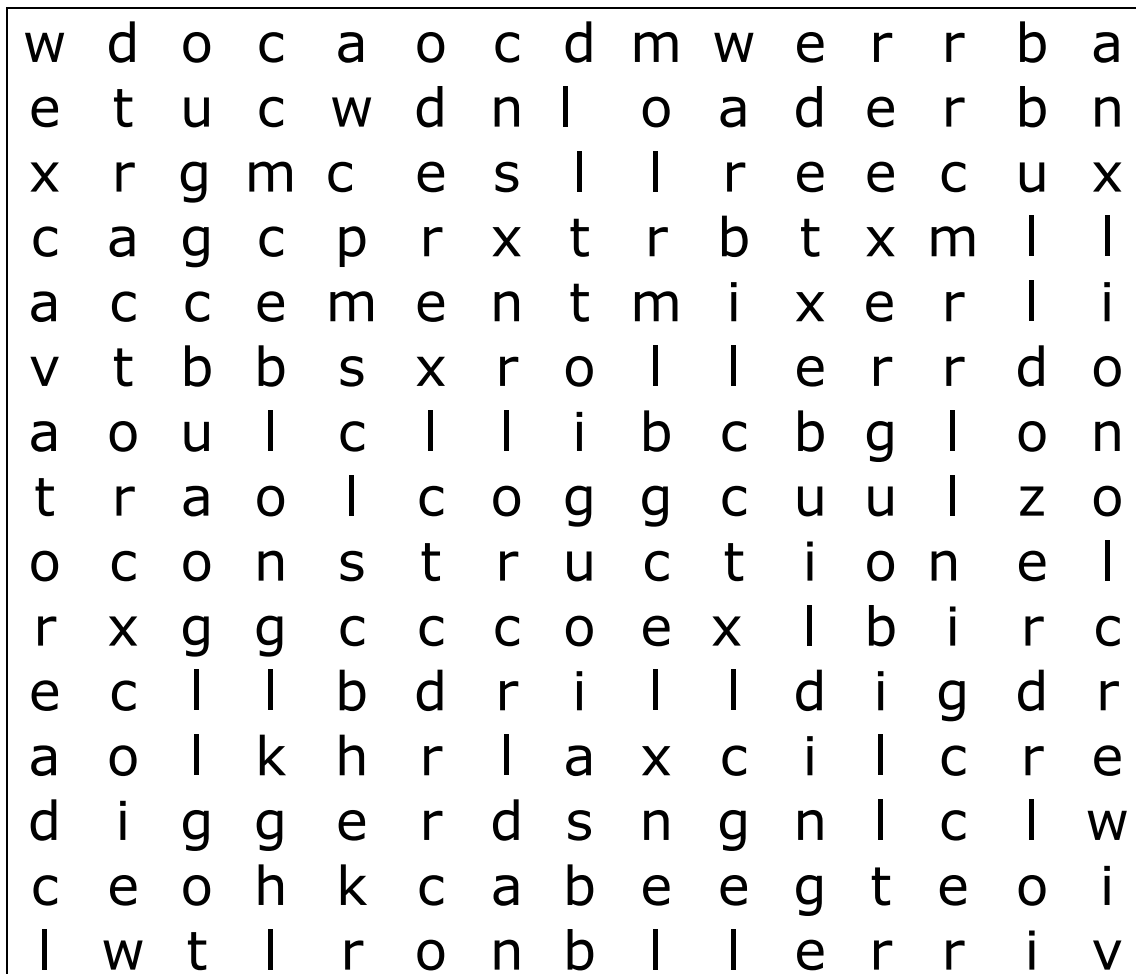 w d o c a o c d m w e r r b a
e t u c w d n l o a d e r b n
x r g m c e s l l r e e c u x
c a g c p r x t r b t x m l l
a c c e m e n t m i x e r l i
v t b b s x r o l l e r r d o
a o u l c l l i b c b g l o n
t r a o l c o g g c u u l z o
o c o n s t r u c t i o n e l
r x g g c c c o e x l b i r c
e c l l b d r i l l d i g d r
a o l k h r l a x c i l c r e
d i g g e r d s n g n l c l w
c e o h k c a b e e g t e o i
l w t l r o n b l l e r r i v